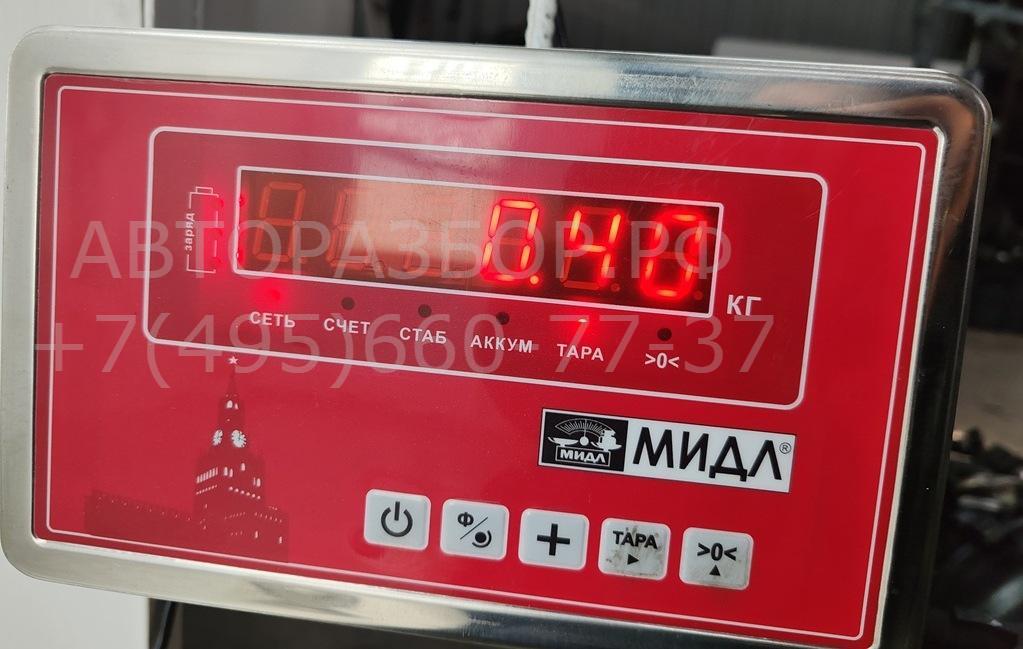 заряд
0.40
АВТОРАЗБОР.РФ
КГ
СЕТЬ СЧЕТ СТАБ АККУМ ТАРА >0<
+7(495)660-77-37
МИДЛ МИДЛ®
Ф/ + ТАРА >0<